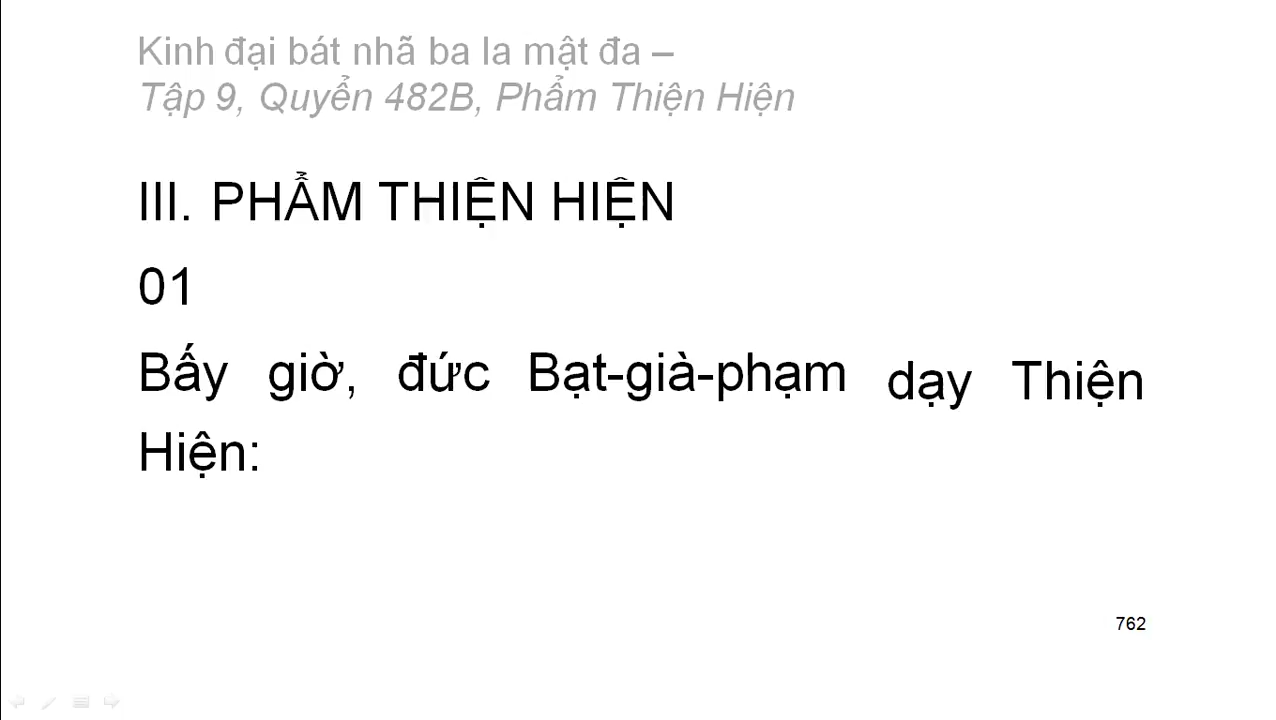 Kinh đại bát nhã ba la mật đa –
Tập 9, Quyển 482B, Phẩm Thiện Hiện
III. PHẨM THIỆN HIỆN
01
Bấy giờ, đức Bạt-già-phạm dạy Thiện
Hiện:
762